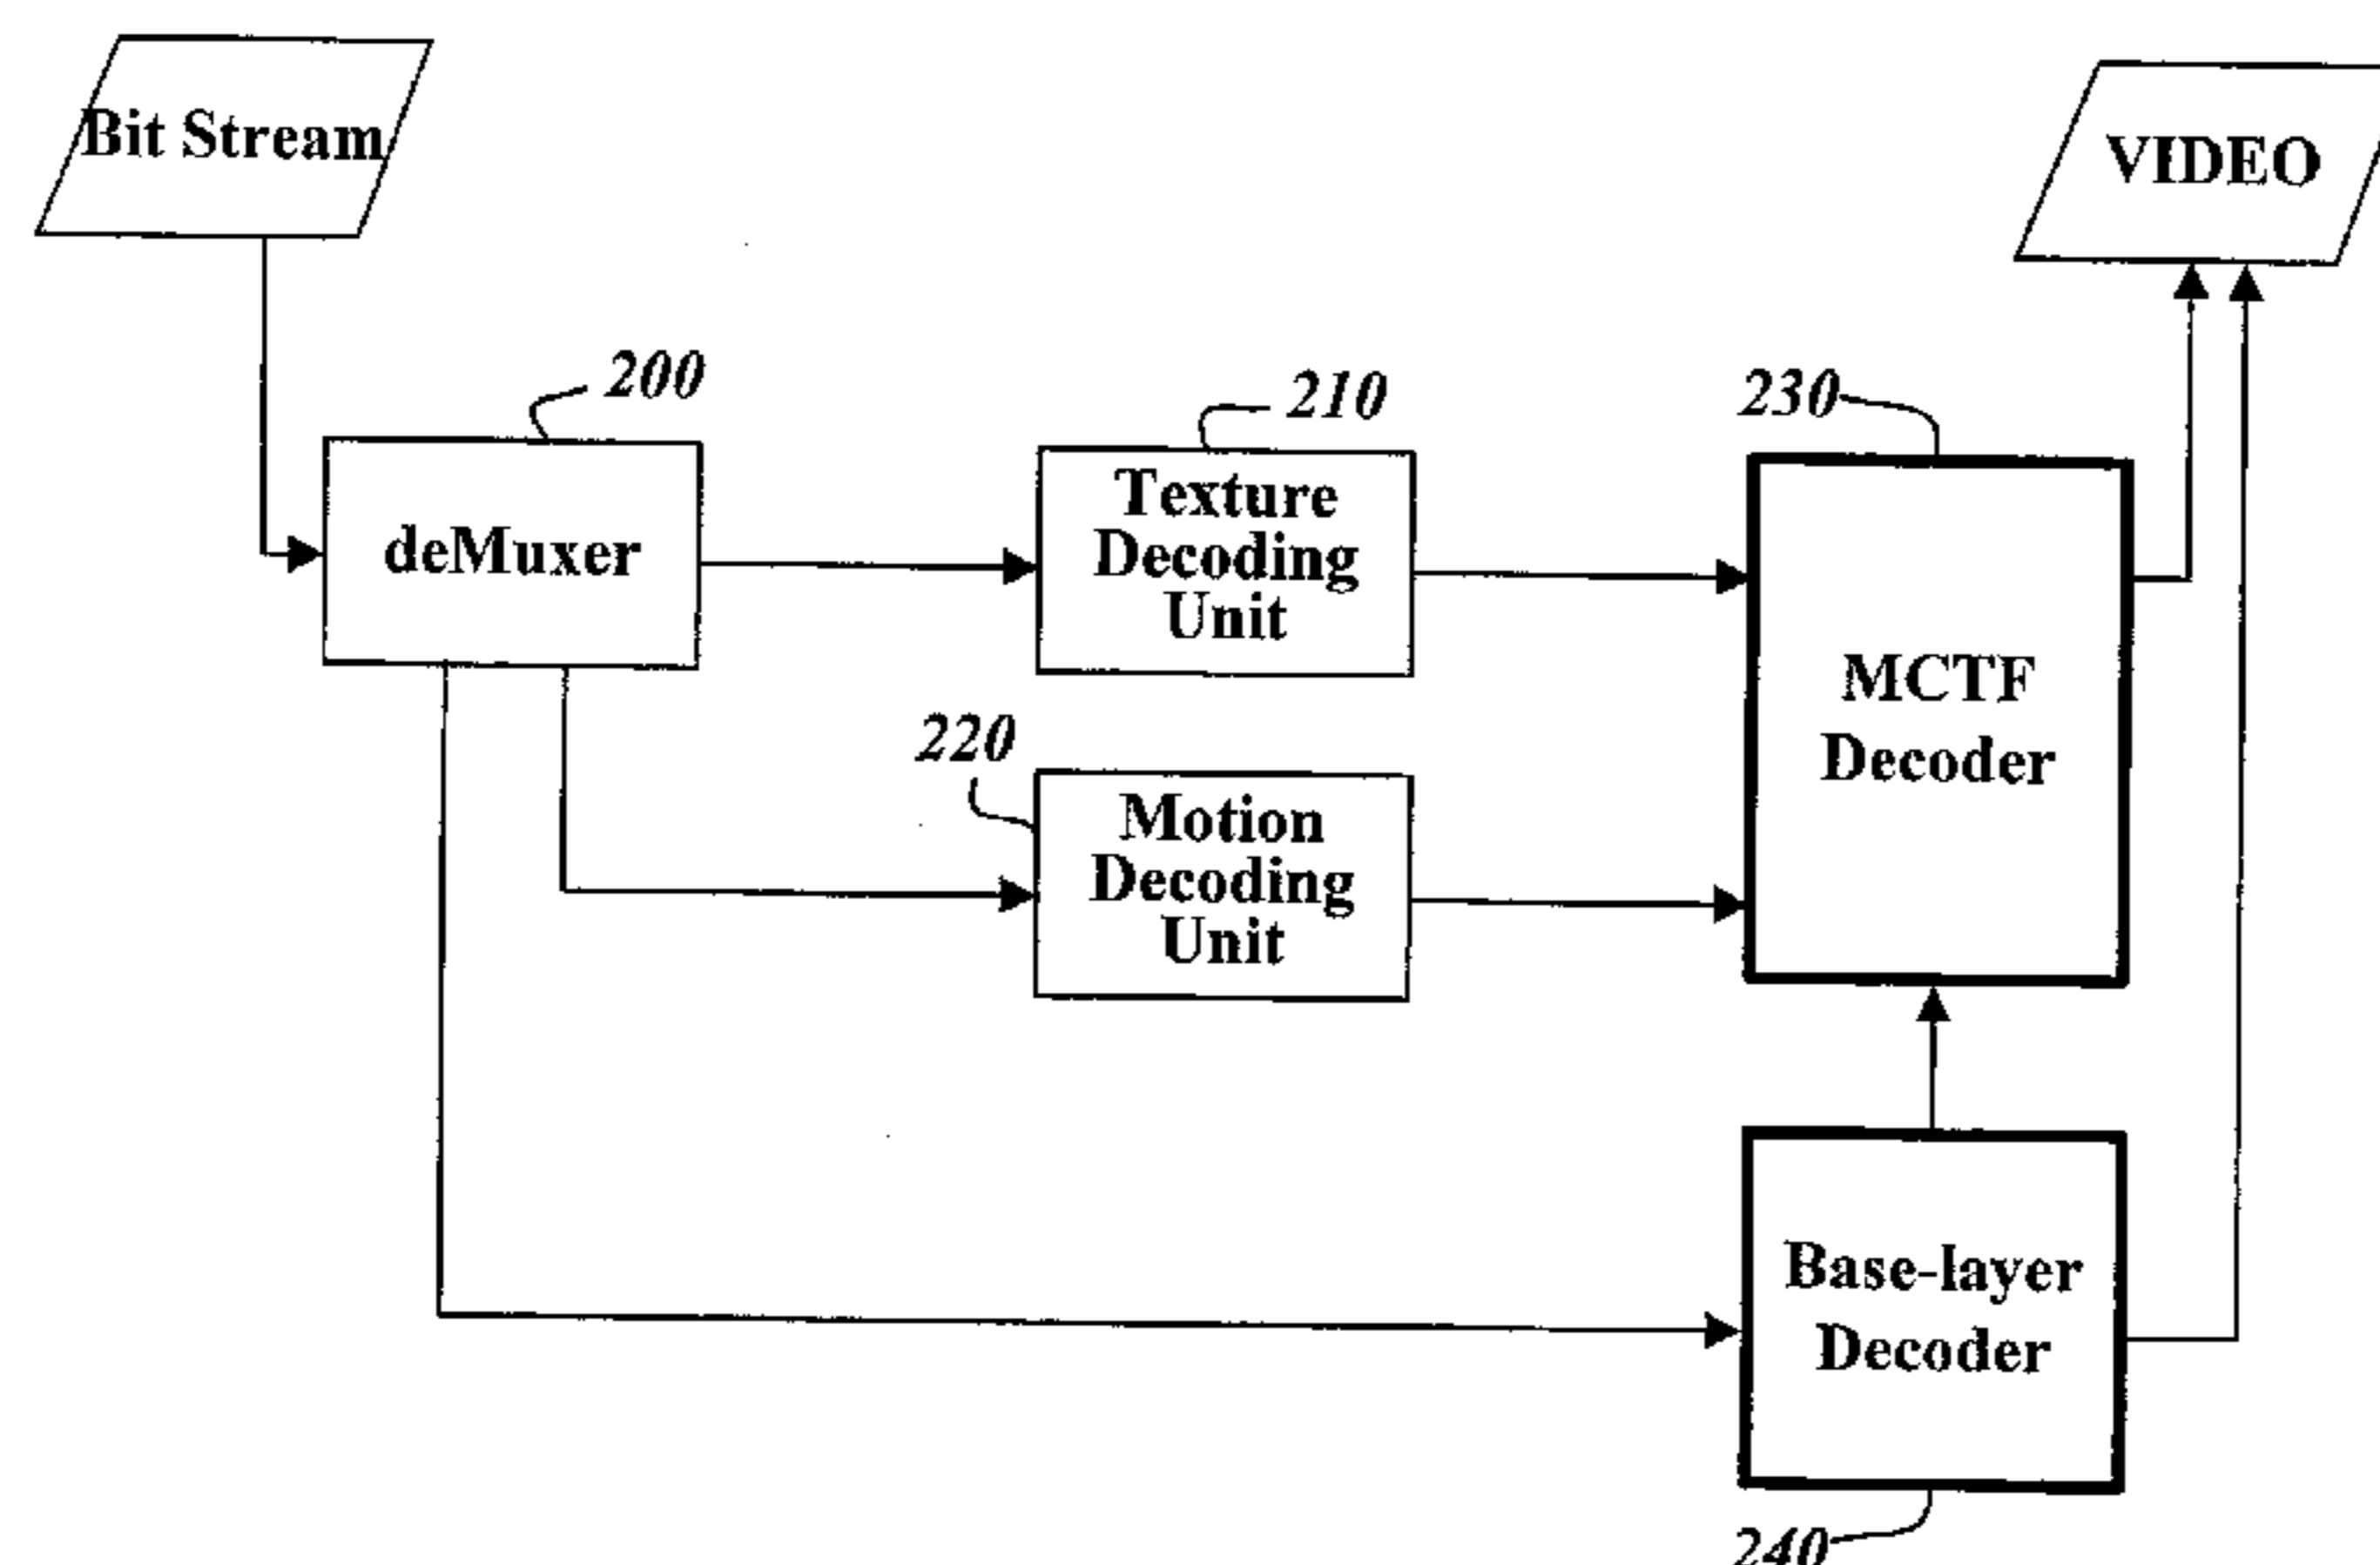 Bit Stream
VIDEO
200
210
230
deMuxer
Texture
Decoding
Unit
MCTF
Decoder
220
Motion
Decoding
Unit
Base-layer
Decoder
240